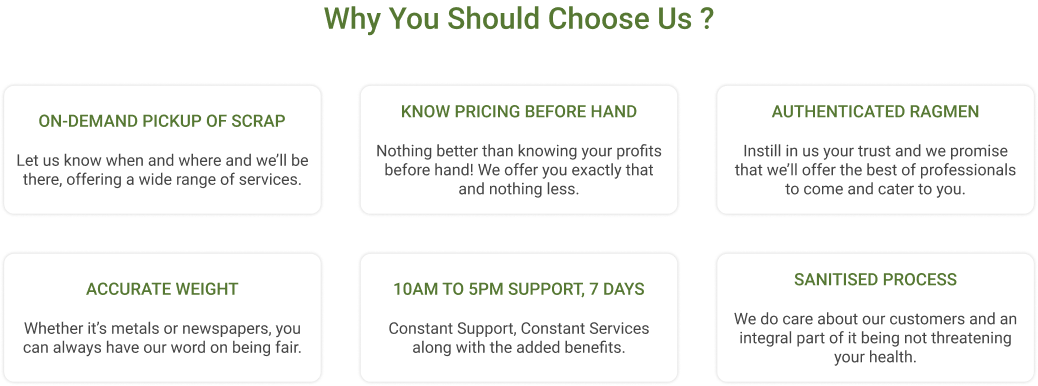 Why You Should Choose Us ?
ON-DEMAND PICKUP OF SCRAP
Let us know when and where and we'll be
there, offering a wide range of services.
KNOW PRICING BEFORE HAND
Nothing better than knowing your profits
before hand! We offer you exactly that
and nothing less.
AUTHENTICATED RAGMEN
Instill in us your trust and we promise
that we'll offer the best of professionals
to come and cater to you.
ACCURATE WEIGHT
Whether it's metals or newspapers, you
can always have our word on being fair.
10AM TO 5PM SUPPORT, 7 DAYS
Constant Support, Constant Services
along with the added benefits.
SANITISED PROCESS
We do care about our customers and an
integral part of it being not threatening
your health.